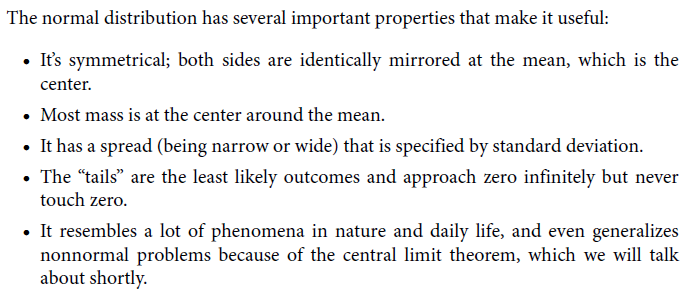 The normal distribution has several important properties that make it useful:
• It’s symmetrical; both sides are identically mirrored at the mean, which is the
center.
• Most mass is at the center around the mean.
• It has a spread (being narrow or wide) that is specified by standard deviation.
• The “tails” are the least likely outcomes and approach zero infinitely but never
touch zero.
• It resembles a lot of phenomena in nature and daily life, and even generalizes
nonnormal problems because of the central limit theorem, which we will talk
about shortly.